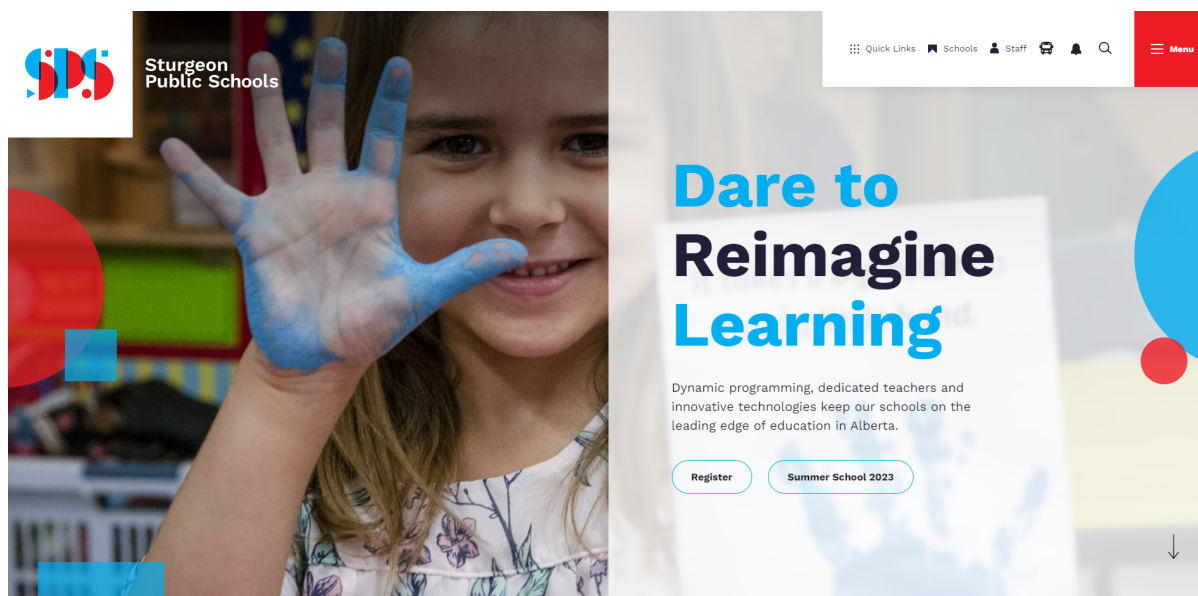 SPS
Sturgeon
Public Schools
Quick Links
Schools
Staff
Menu
Dare to
Reimagine
Learning
Dynamic programming, dedicated teachers and
innovative technologies keep our schools on the
leading edge of education in Alberta.
Register
Summer School 2023